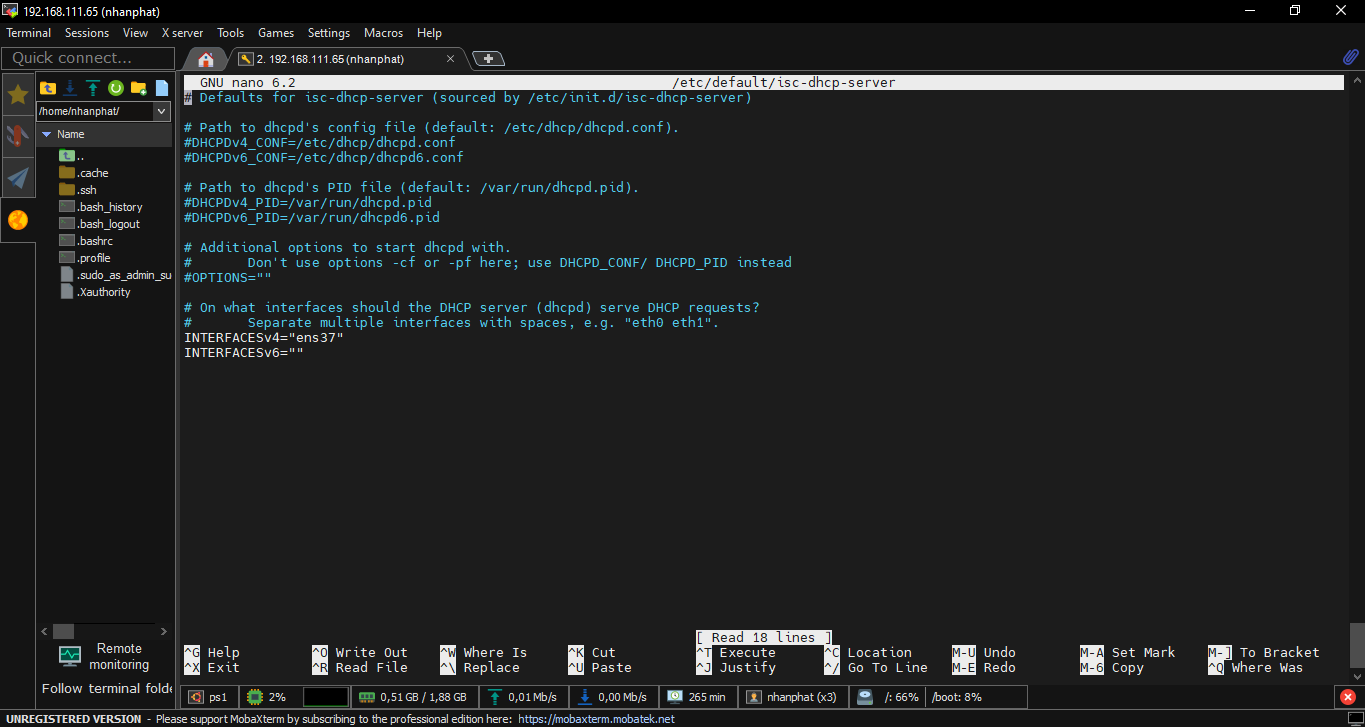 192.168.111.65 (nhanphat)
Terminal Sessions View X server Tools Games Settings Macros Help
Quick connect...
2. 192.168.111.65 (nhanphat)
/home/nhanphat/
Name
..
.cache
.ssh
.bash_history
.bash_logout
.bashrc
.profile
.sudo_as_admin_su
.Xauthority
Remote
monitoring
Follow terminal folde
GNU nano 6.2 /etc/default/isc-dhcp-server
# Defaults for isc-dhcp-server (sourced by /etc/init.d/isc-dhcp-server)
# Path to dhcpd's config file (default: /etc/dhcp/dhcpd.conf).
#DHCPDv4_CONF=/etc/dhcp/dhcpd.conf
#DHCPDv6_CONF=/etc/dhcp/dhcpd6.conf
# Path to dhcpd's PID file (default: /var/run/dhcpd.pid).
#DHCPDv4_PID=/var/run/dhcpd.pid
#DHCPDv6_PID=/var/run/dhcpd6.pid
# Additional options to start dhcpd with.
#       Don't use options -cf or -pf here; use DHCPD_CONF/ DHCPD_PID instead
#OPTIONS=""
# On what interfaces should the DHCP server (dhcpd) serve DHCP requests?
#       Separate multiple interfaces with spaces, e.g. "eth0 eth1".
INTERFACESv4="ens37"
INTERFACESv6=""
[ Read 18 lines ]
^G Help ^O Write Out ^W Where Is ^K Cut ^T Execute ^C Location M-U Undo M-A Set Mark M-] To Bracket
^X Exit ^R Read File ^\ Replace ^U Paste ^J Justify ^/ Go To Line M-E Redo M-6 Copy ^Q Where Was
ps1 2% 0,51 GB / 1,88 GB 0,01 Mb/s 0,00 Mb/s 265 min nhanphat (x3) /: 66% /boot: 8%
UNREGISTERED VERSION - Please support MobaXterm by subscribing to the professional edition here: https://mobaxterm.mobatek.net